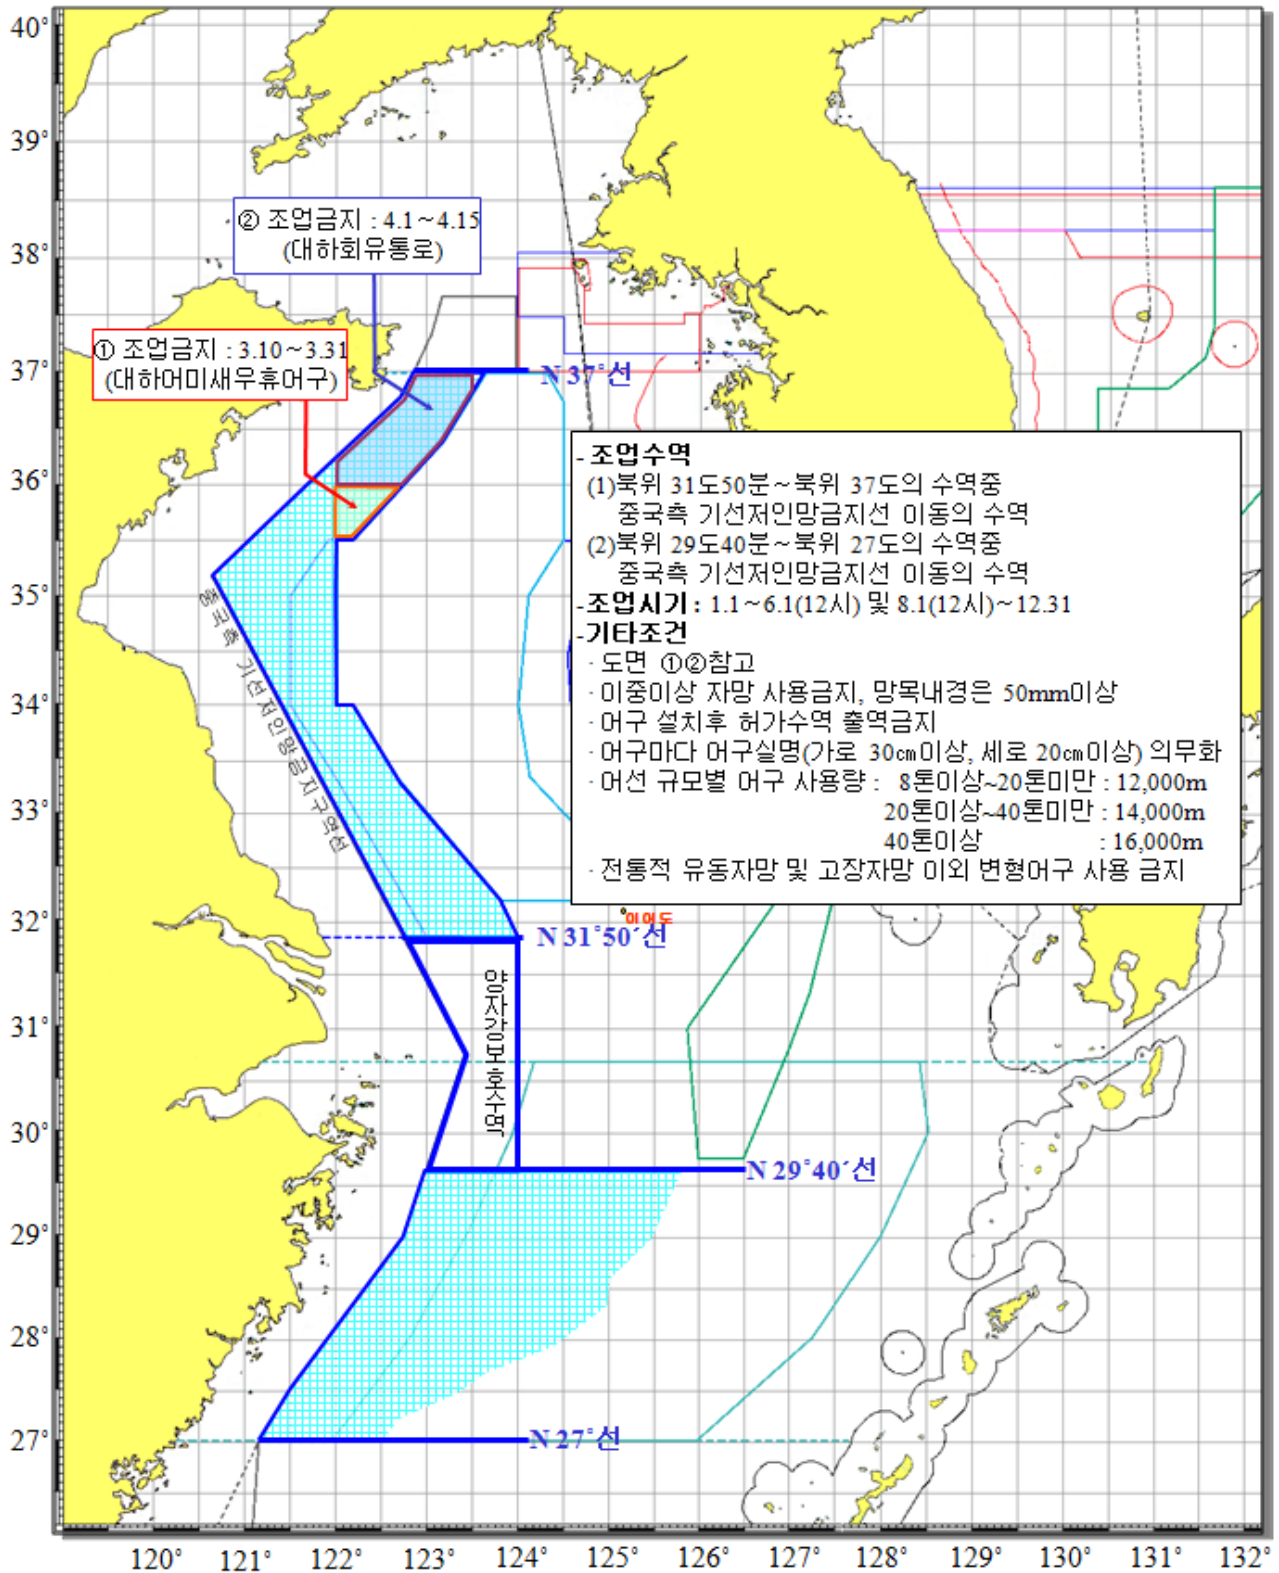 40°
39°
② 조업금지 : 4.1~4.15
(대하회유통로)
38°
① 조업금지 : 3.10~3.31
(대하어미새우휴어구)
37°
N 37°선
36°
- 조업수역
(1)북위 31도50분~북위 37도의 수역중
중국측 기선저인망금지선 이동의 수역
(2)북위 29도40분~북위 27도의 수역중
중국측 기선저인망금지선 이동의 수역
-조업시기 : 1.1~6.1(12시) 및 8.1(12시)~12.31
-기타조건
· 도면 ①②참고
· 이중이상 자망 사용금지, 망목내경은 50mm이상
· 어구 설치후 허가수역 출역금지
· 어구마다 어구실명(가로 30㎝이상, 세로 20㎝이상) 의무화
· 어선 규모별 어구 사용량 : 8톤이상~20톤미만 : 12,000m
20톤이상~40톤미만 : 14,000m
40톤이상 : 16,000m
· 전통적 유동자망 및 고장자망 이외 변형어구 사용 금지
35°
중국측 기선저인망금지구역선
34°
33°
32°
이어도
N 31°50´선
양자강보호수역
31°
30°
N 29°40´선
29°
28°
27°
N 27°선
120° 121° 122° 123° 124° 125° 126° 127° 128° 129° 130° 131° 132°